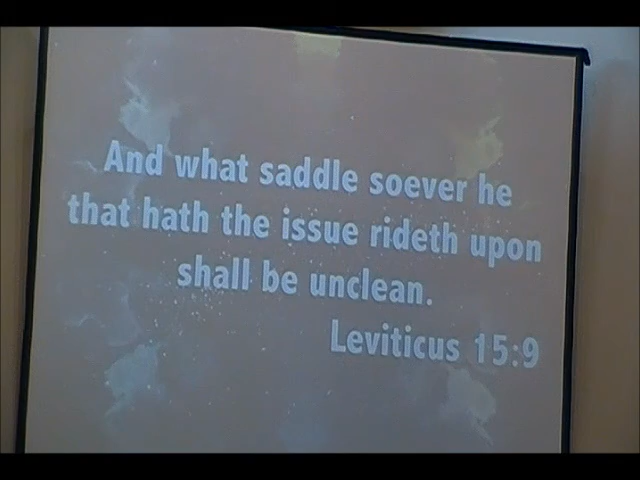 And what saddle soever he
that hath the issue rideth upon
shall be unclean.
Leviticus 15:9